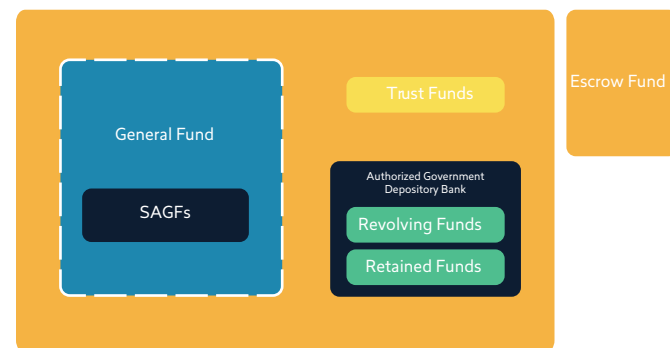 Trust Funds
Escrow Fund
General Fund
Authorized Government
Depository Bank
SAGFs
Revolving Funds
Retained Funds